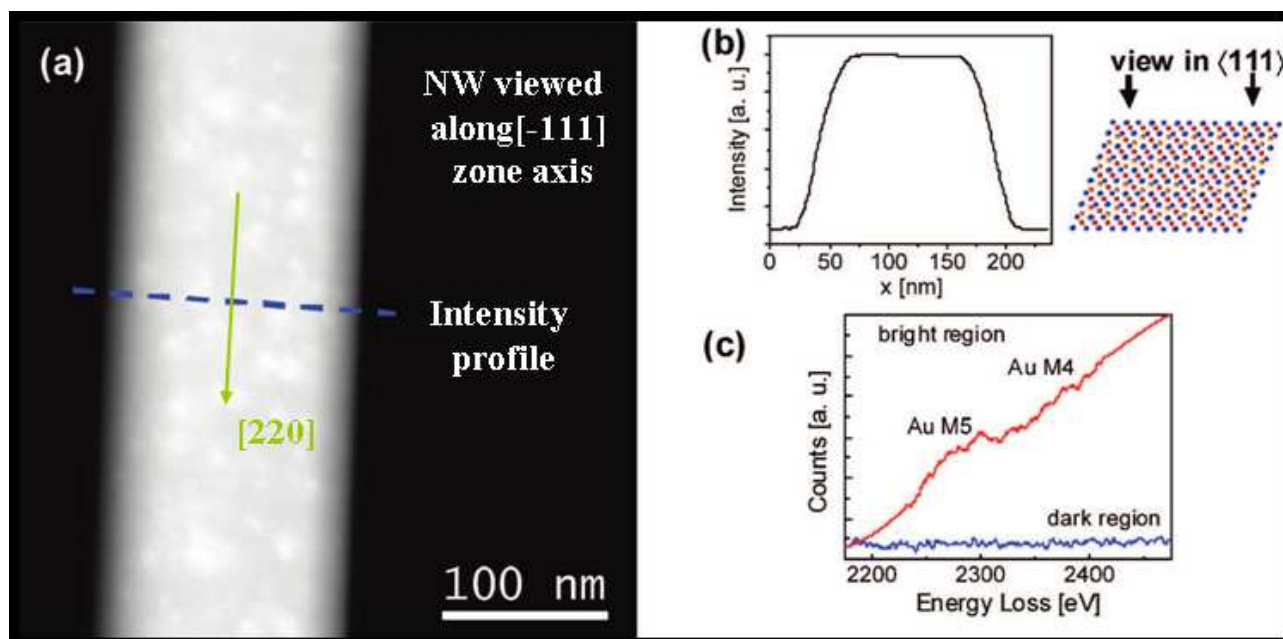 (a)
NW viewed
along[-111]
zone axis
Intensity
profile
[220]
100 nm
(b)
Intensity [a. u.]
0 50 100 150 200
x [nm]
view in ⟨111⟩
(c)
bright region
Au M4
Au M5
dark region
Counts [a. u.]
2200 2300 2400
Energy Loss [eV]